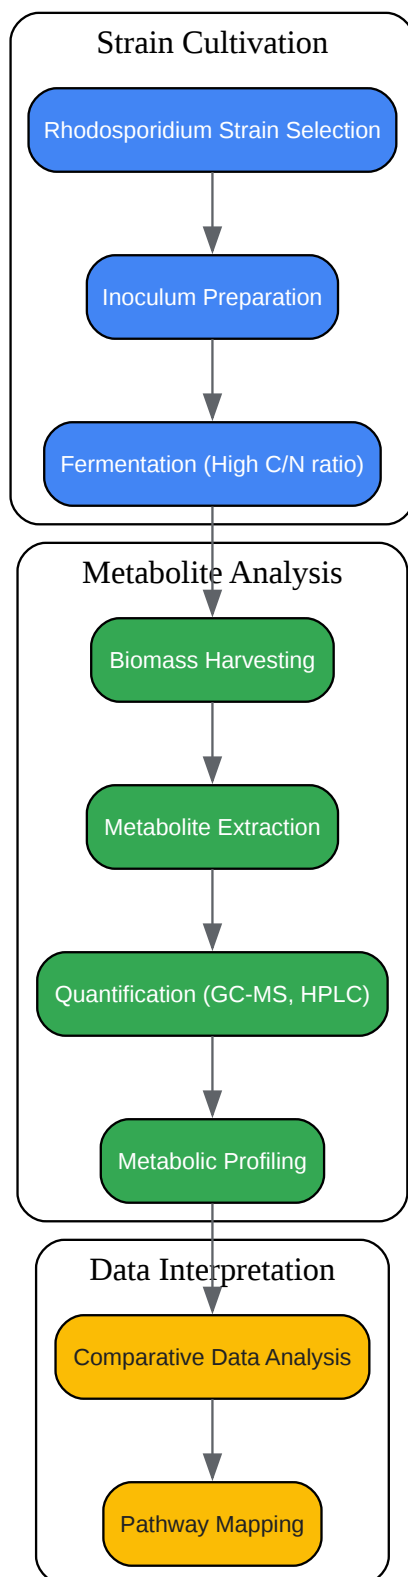 Strain Cultivation
Rhodosporidium Strain Selection
Inoculum Preparation
Fermentation (High C/N ratio)
Metabolite Analysis
Biomass Harvesting
Metabolite Extraction
Quantification (GC-MS, HPLC)
Metabolic Profiling
Data Interpretation
Comparative Data Analysis
Pathway Mapping